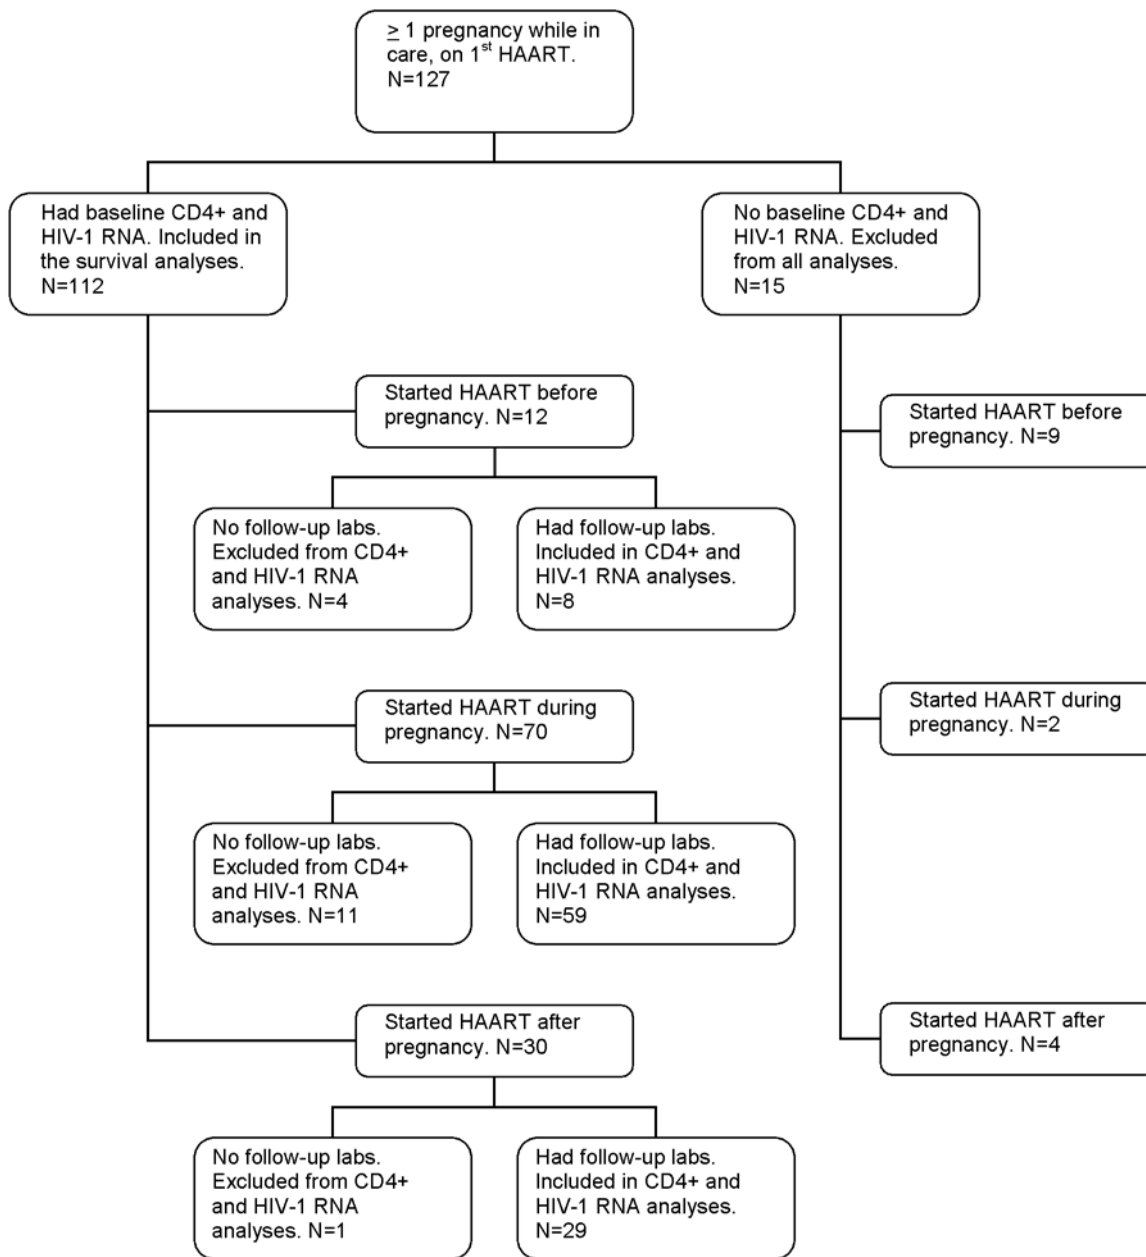 ≥ 1 pregnancy while in
care, on 1st HAART.
N=127
Had baseline CD4+ and
HIV-1 RNA. Included in
the survival analyses.
N=112
No baseline CD4+ and
HIV-1 RNA. Excluded
from all analyses.
N=15
Started HAART before
pregnancy. N=12
Started HAART before
pregnancy. N=9
No follow-up labs.
Excluded from CD4+
and HIV-1 RNA
analyses. N=4
Had follow-up labs.
Included in CD4+ and
HIV-1 RNA analyses.
N=8
Started HAART during
pregnancy. N=70
Started HAART during
pregnancy. N=2
No follow-up labs.
Excluded from CD4+
and HIV-1 RNA
analyses. N=11
Had follow-up labs.
Included in CD4+ and
HIV-1 RNA analyses.
N=59
Started HAART after
pregnancy. N=30
Started HAART after
pregnancy. N=4
No follow-up labs.
Excluded from CD4+
and HIV-1 RNA
analyses. N=1
Had follow-up labs.
Included in CD4+ and
HIV-1 RNA analyses.
N=29